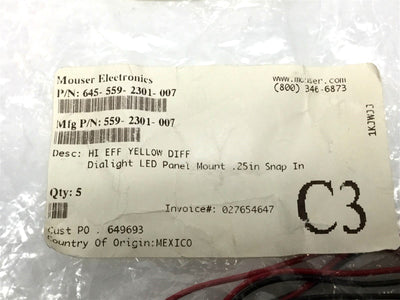 Mouser Electronics
www.mouser.com
P/N: 645- 559- 2301- 007
(800) 346-6873
Mfg P/N: 559- 2301- 007
Desc: HI EFF YELLOW DIFF
Dialight LED Panel Mount .25in Snap In
Qty: 5
Invoice#: 027654647
C3
Cust PO . 649693
Country of Origin:MEXICO